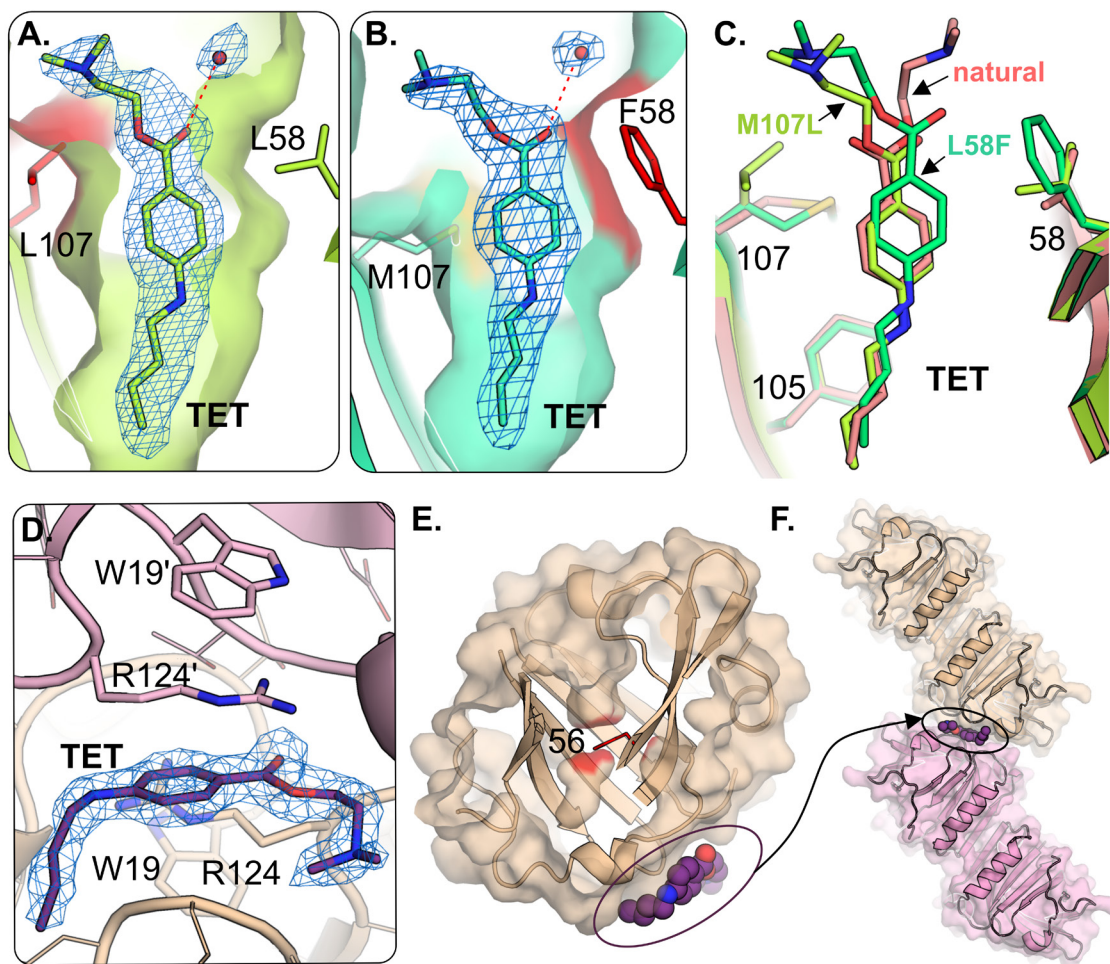 A.
L58
L107
TET
B.
F58
M107
TET
C.
natural
M107L
L58F
107
58
105
TET
D.
W19'
R124'
TET
W19
R124
E.
56
F.